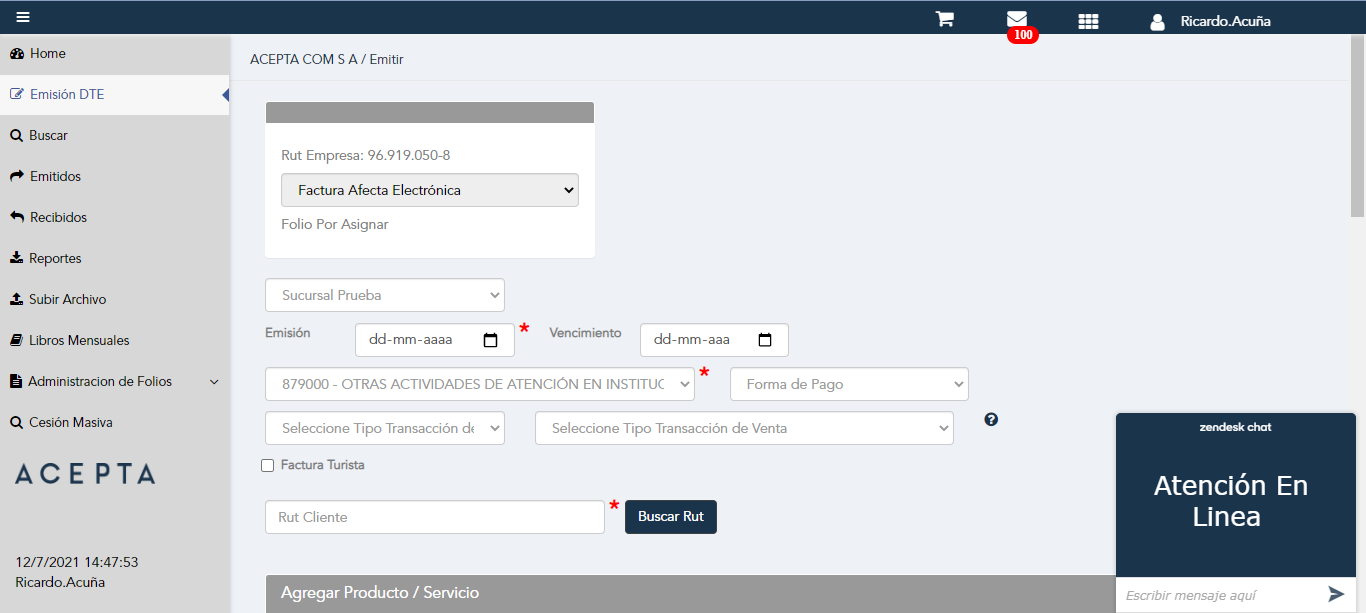 Ricardo.Acuña
100
Home
Emisión DTE
Buscar
Emitidos
Recibidos
Reportes
Subir Archivo
Libros Mensuales
Administracion de Folios
Cesión Masiva
ACEPTA
12/7/2021 14:47:53
Ricardo.Acuña
ACEPTA COM S A / Emitir
Rut Empresa: 96.919.050-8
Factura Afecta Electrónica
Folio Por Asignar
Sucursal Prueba
Emisión dd-mm-aaaa * Vencimiento dd-mm-aaa
879000 - OTRAS ACTIVIDADES DE ATENCIÓN EN INSTITUC * Forma de Pago
Seleccione Tipo Transacción de Seleccione Tipo Transacción de Venta ?
Factura Turista
Rut Cliente * Buscar Rut
Agregar Producto / Servicio
zendesk chat
Atención En
Linea
Escribir mensaje aquí